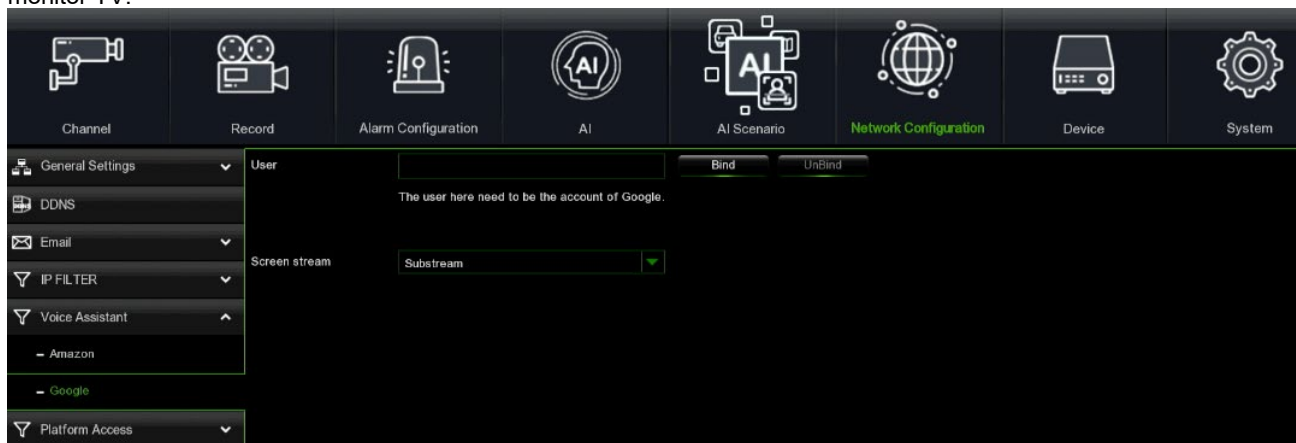 monitor TV.
AI
AI
Channel
Record
Alarm Configuration
AI
AI Scenario
Network Configuration
Device
System
General Settings
User
Bind
UnBind
The user here need to be the account of Google.
DDNS
Email
Screen stream
Substream
IP FILTER
Voice Assistant
– Amazon
– Google
Platform Access